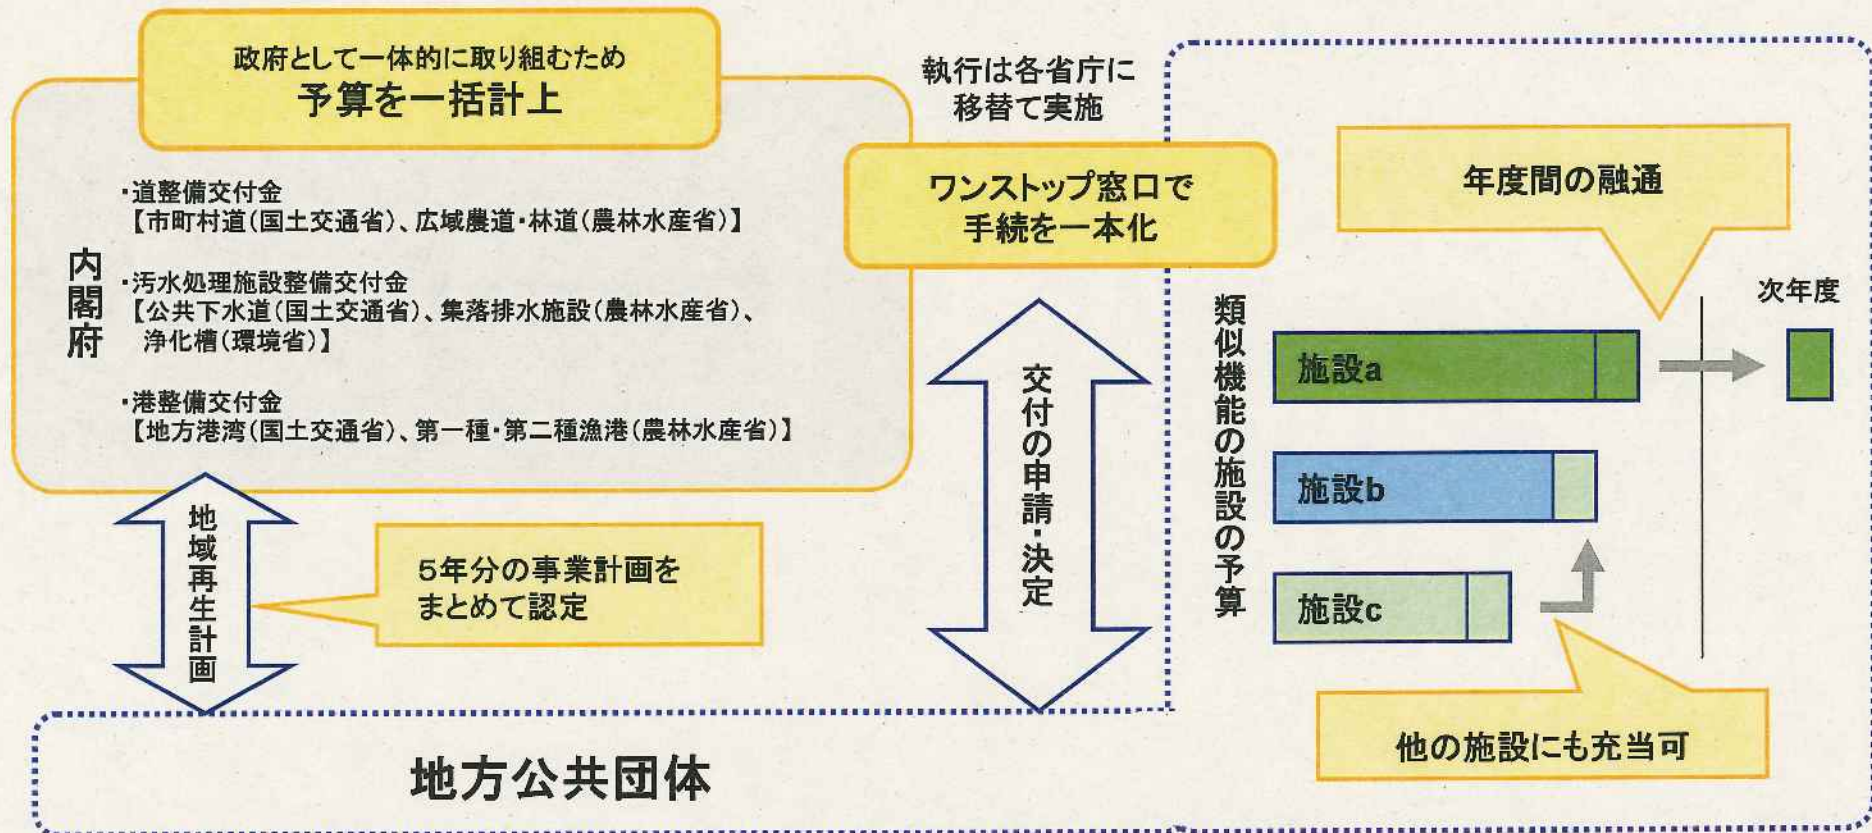 政府として一体的に取り組むため
予算を一括計上
内閣府
・道整備交付金
【市町村道(国土交通省)、広域農道・林道(農林水産省)】
・汚水処理施設整備交付金
【公共下水道(国土交通省)、集落排水施設(農林水産省)、
浄化槽(環境省)】
・港整備交付金
【地方港湾(国土交通省)、第一種・第二種漁港(農林水産省)】
執行は各省庁に
移替て実施
ワンストップ窓口で
手続を一本化
地域再生計画
5年分の事業計画を
まとめて認定
交付の申請・決定
地方公共団体
年度間の融通
類似機能の施設の予算
次年度
施設a
施設b
施設c
他の施設にも充当可